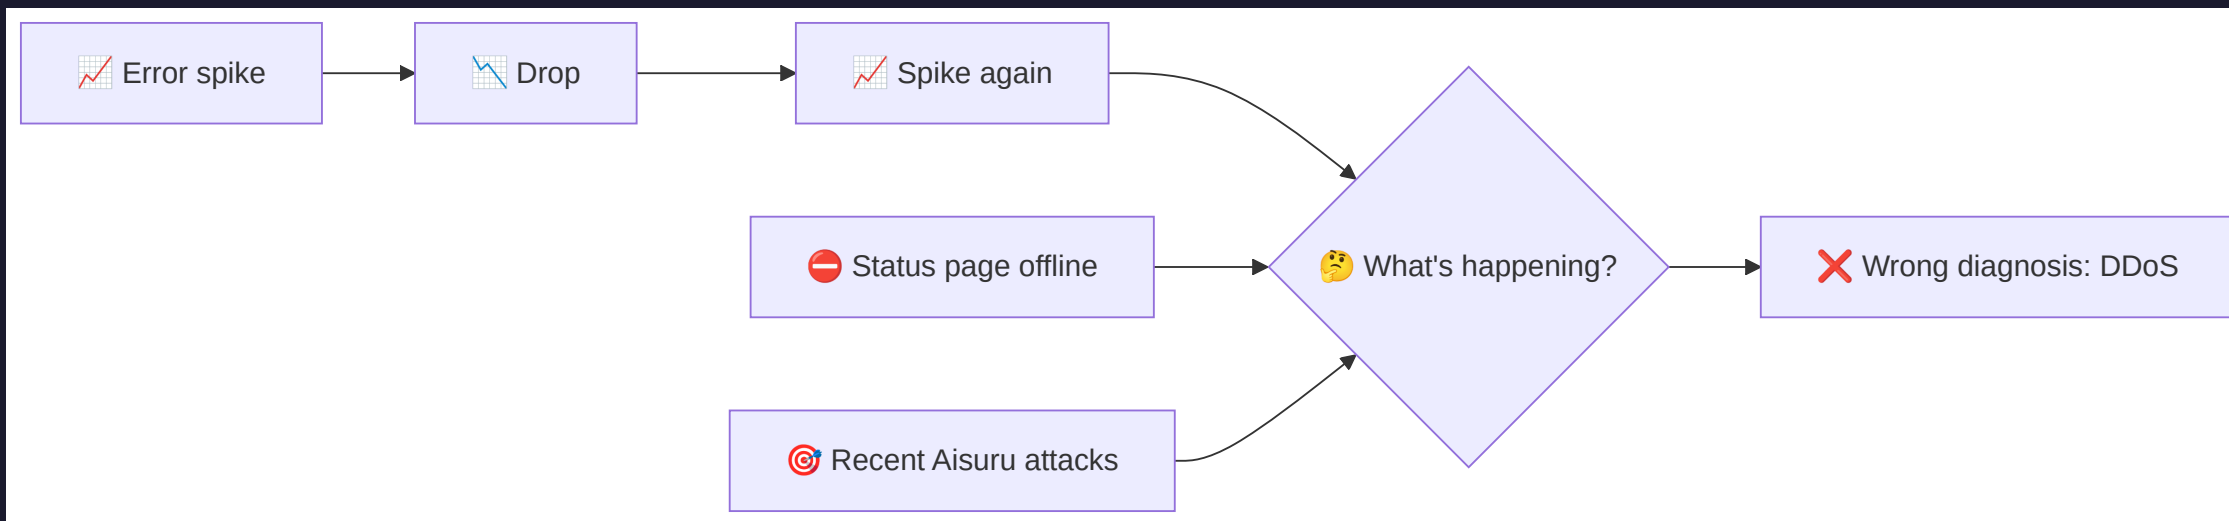 📈 Error spike
📉 Drop
📈 Spike again
⛔ Status page offline
🤔 What's happening?
❌ Wrong diagnosis: DDoS
🎯 Recent Aisuru attacks